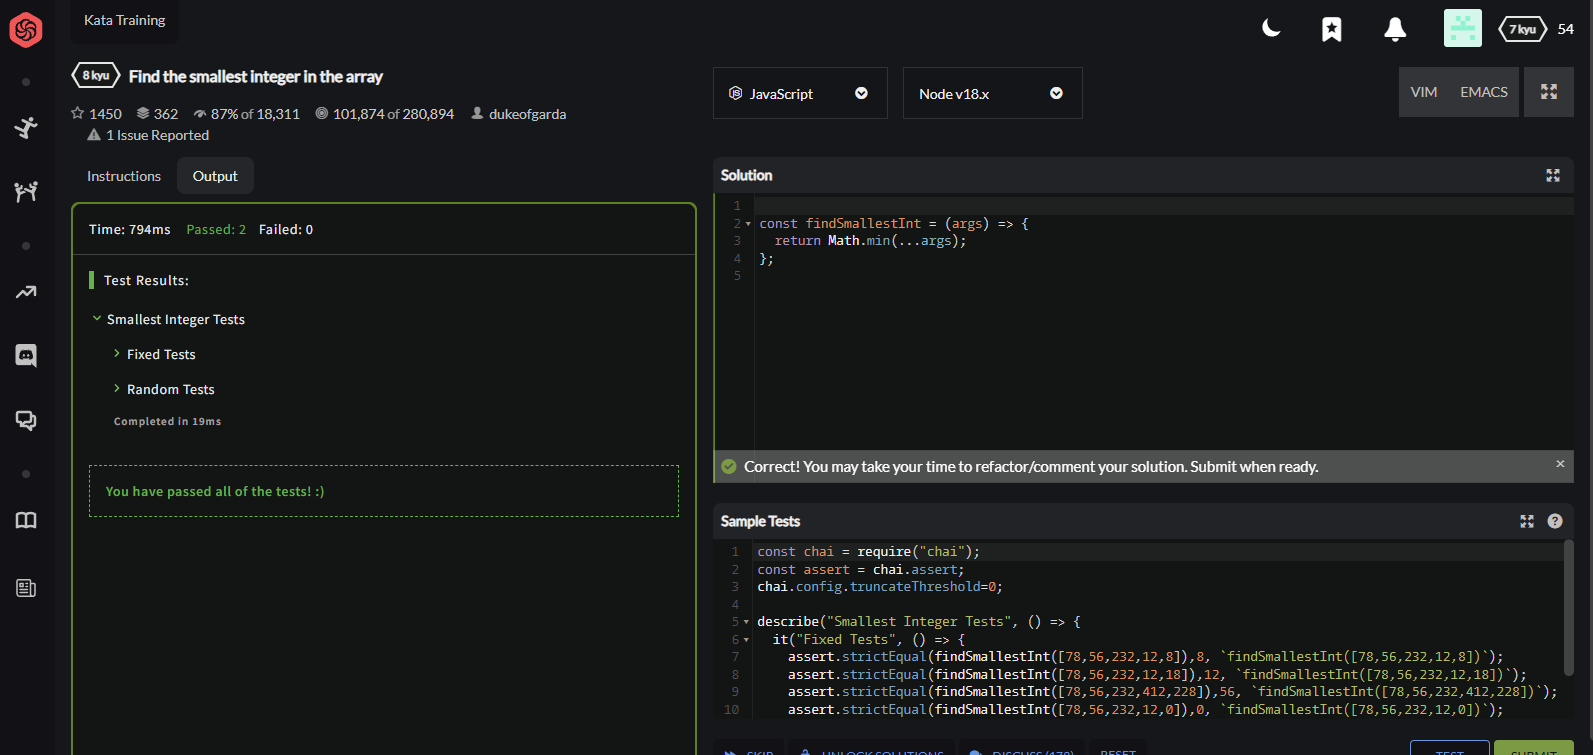 Kata Training
7 kyu 54
8 kyu Find the smallest integer in the array
1450 362 87% of 18,311 101,874 of 280,894 dukeofgarda
1 Issue Reported
JavaScript
Node v18.x
VIM EMACS
Instructions Output
Time: 794ms Passed: 2 Failed: 0
Test Results:
Smallest Integer Tests
Fixed Tests
Random Tests
Completed in 19ms
You have passed all of the tests! :)
Solution
1
2 const findSmallestInt = (args) => {
3 return Math.min(...args);
4 };
5
Correct! You may take your time to refactor/comment your solution. Submit when ready.
Sample Tests
1 const chai = require("chai");
2 const assert = chai.assert;
3 chai.config.truncateThreshold=0;
4
5 describe("Smallest Integer Tests", () => {
6 it("Fixed Tests", () => {
7 assert.strictEqual(findSmallestInt([78,56,232,12,8]),8, `findSmallestInt([78,56,232,12,8])`);
8 assert.strictEqual(findSmallestInt([78,56,232,12,18]),12, `findSmallestInt([78,56,232,12,18])`);
9 assert.strictEqual(findSmallestInt([78,56,232,412,228]),56, `findSmallestInt([78,56,232,412,228])`);
10 assert.strictEqual(findSmallestInt([78,56,232,12,0]),0, `findSmallestInt([78,56,232,12,0])`);
SKIP UNLOCK SOLUTIONS DISCUSS (178) RESET TEST SUBMIT